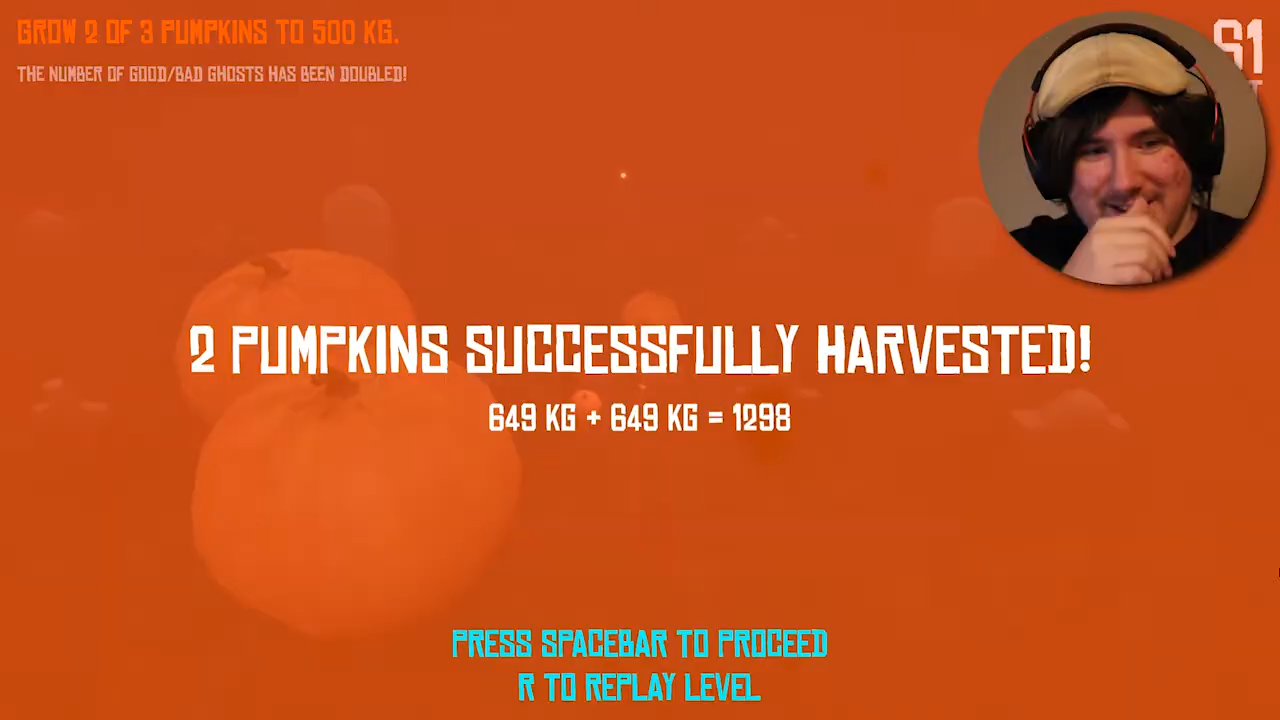 GROW 2 OF 3 PUMPKINS TO 500 KG.
THE NUMBER OF GOOD/BAD GHOSTS HAS BEEN DOUBLED!
2 PUMPKINS SUCCESSFULLY HARVESTED!
649 KG + 649 KG = 1298
PRESS SPACEBAR TO PROCEED
R TO REPLAY LEVEL